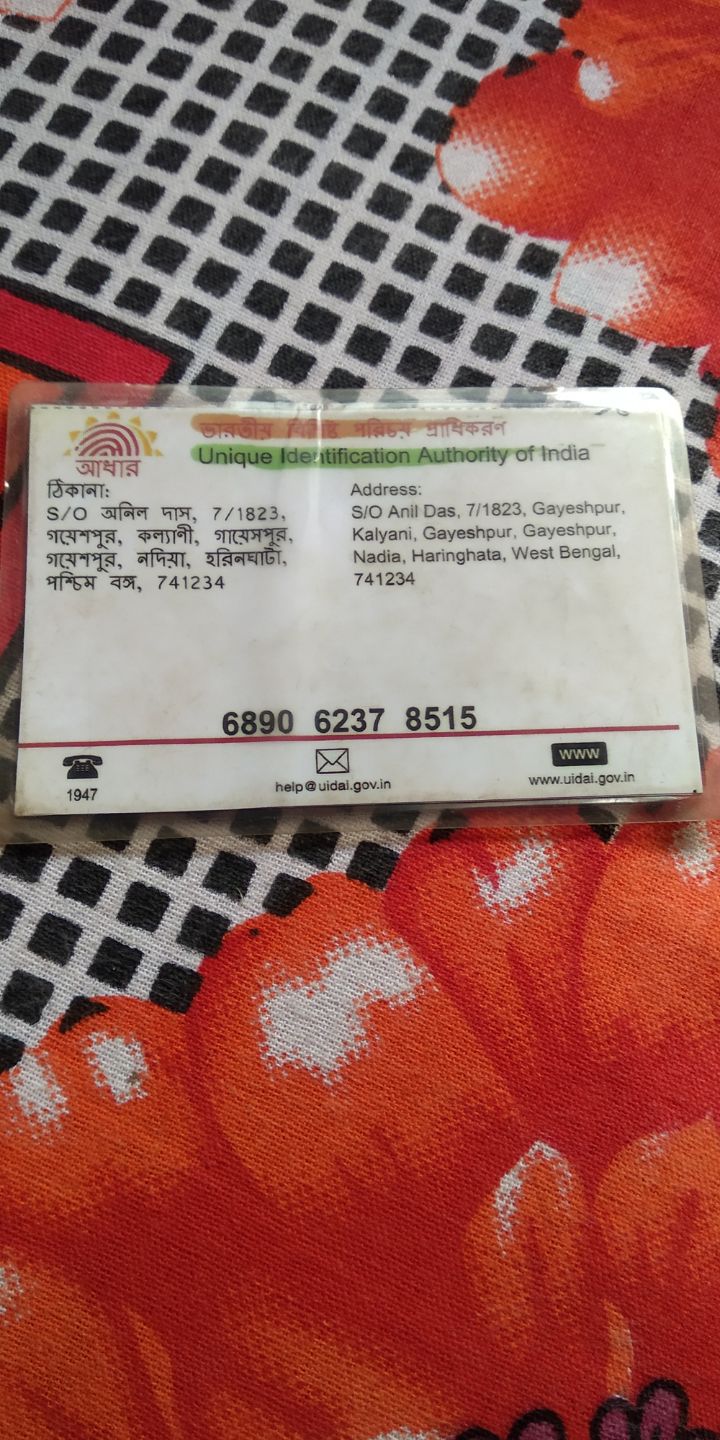 ভারতীয় পরিচয় প্রাধিকরণ
Unique Identification Authority of India
আধার
ঠিকানা:
S/O অনিল দাস, 7/1823,
গয়েশপুর, কল্যাণী, গায়েসপুর,
গয়েশপুর, নদিয়া, হরিনঘাটা,
পশ্চিম বঙ্গ, 741234
Address:
S/O Anil Das, 7/1823, Gayeshpur,
Kalyani, Gayeshpur, Gayeshpur,
Nadia, Haringhata, West Bengal,
741234
6890 6237 8515
1947
help@uidai.gov.in
www
www.uidai.gov.in